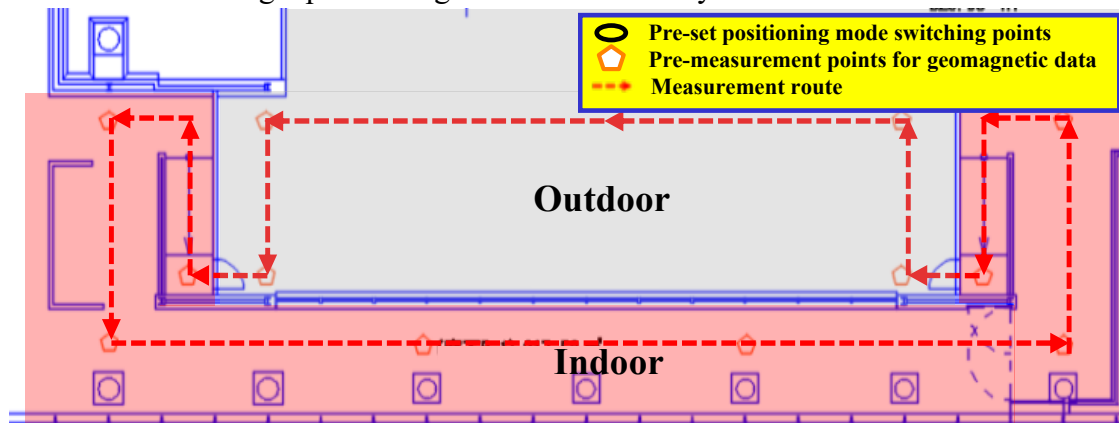 Pre-set positioning mode switching points
Pre-measurement points for geomagnetic data
Measurement route
Outdoor
Indoor